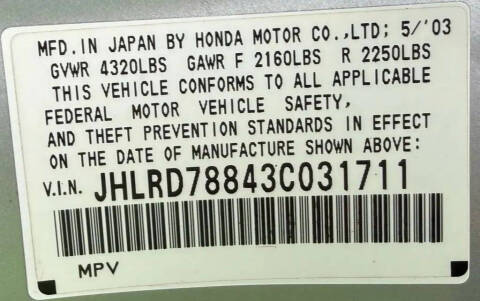 MFD.IN JAPAN BY HONDA MOTOR CO.,LTD; 5/'03
GVWR 4320LBS GAWR F 2160LBS R 2250LBS
THIS VEHICLE CONFORMS TO ALL APPLICABLE
FEDERAL MOTOR VEHICLE SAFETY,
AND THEFT PREVENTION STANDARDS IN EFFECT
ON THE DATE OF MANUFACTURE SHOWN ABOVE:
V.I.N. JHLRD78843C031711
MPV